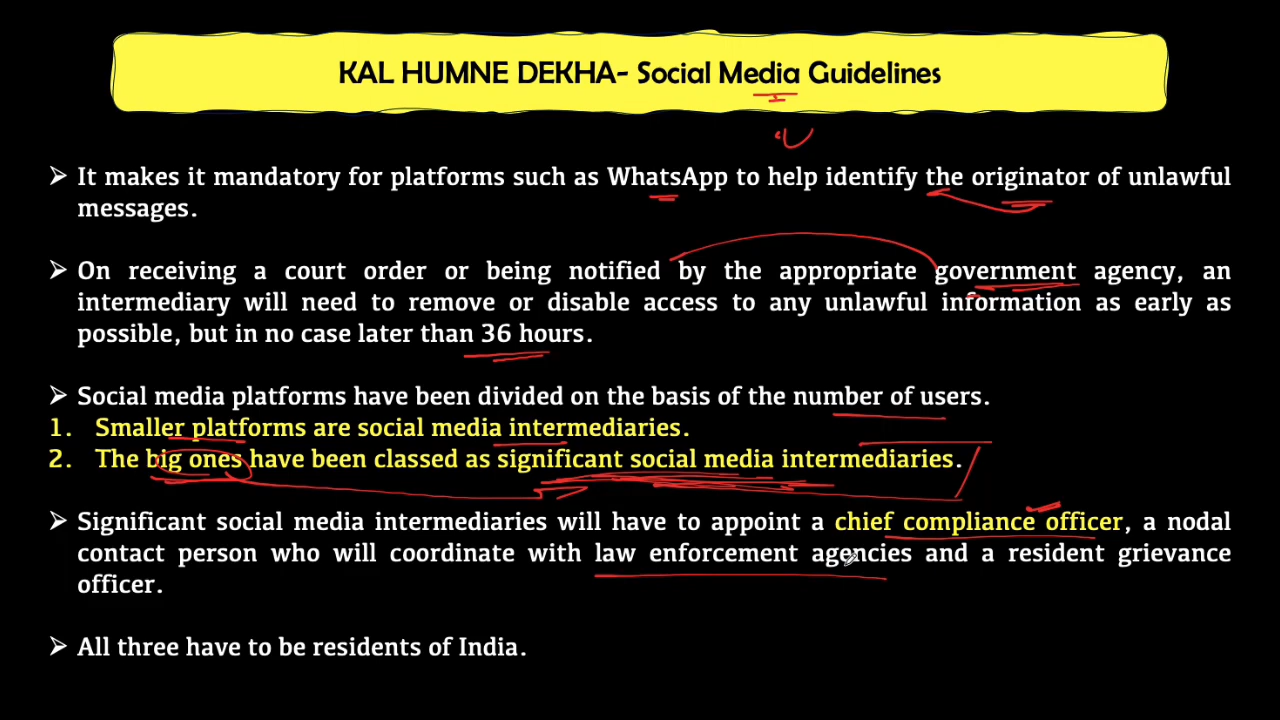 KAL HUMNE DEKHA- Social Media Guidelines
➢ It makes it mandatory for platforms such as WhatsApp to help identify the originator of unlawful
messages.
➢ On receiving a court order or being notified by the appropriate government agency, an
intermediary will need to remove or disable access to any unlawful information as early as
possible, but in no case later than 36 hours.
➢ Social media platforms have been divided on the basis of the number of users.
1. Smaller platforms are social media intermediaries.
2. The big ones have been classed as significant social media intermediaries.
➢ Significant social media intermediaries will have to appoint a chief compliance officer, a nodal
contact person who will coordinate with law enforcement agencies and a resident grievance
officer.
➢ All three have to be residents of India.